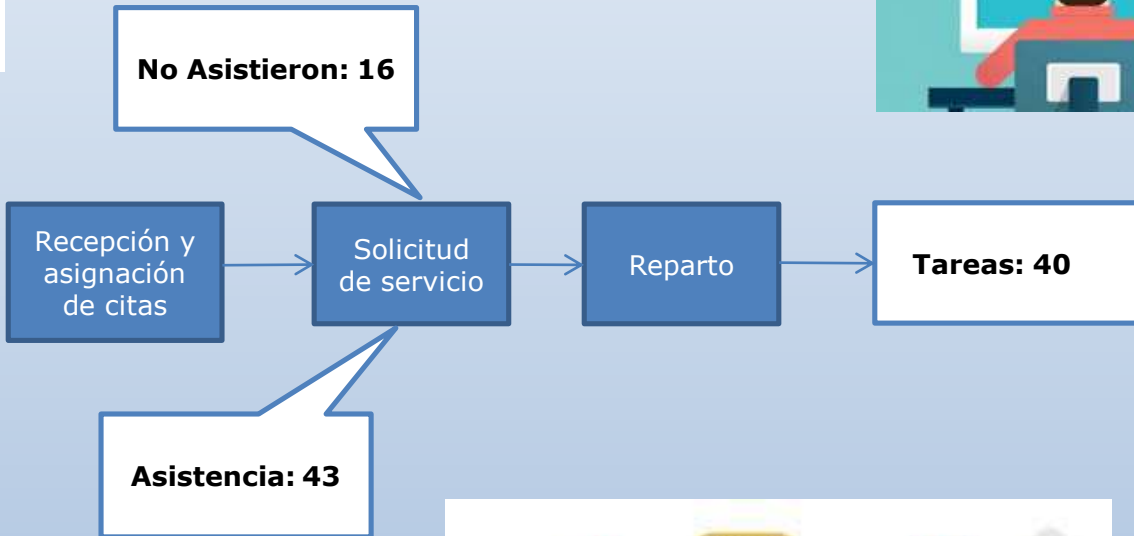 No Asistieron: 16
Recepción y
asignación
de citas
Solicitud
de servicio
Reparto
Tareas: 40
Asistencia: 43